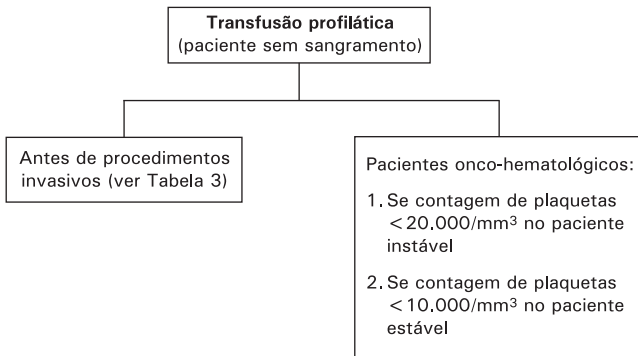 Transfusão profilática
(paciente sem sangramento)
Antes de procedimentos
invasivos (ver Tabela 3)
Pacientes onco-hematológicos:
1. Se contagem de plaquetas
<20.000/mm³ no paciente
instável
2. Se contagem de plaquetas
<10.000/mm³ no paciente
estável